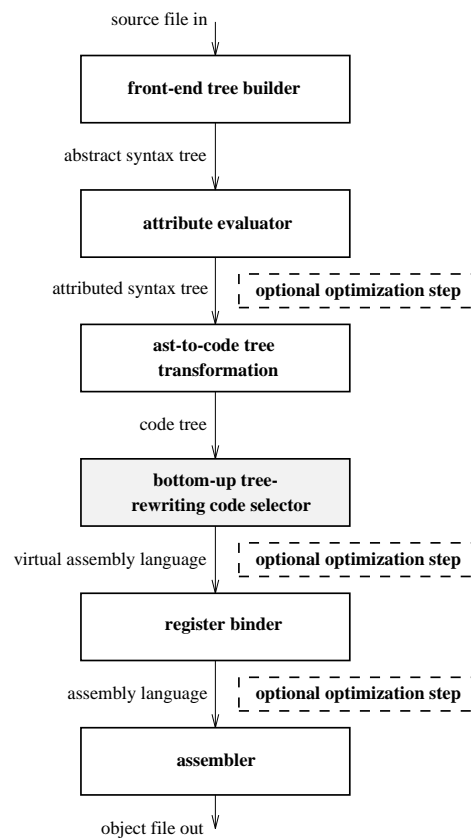 source file in
front-end tree builder
abstract syntax tree
attribute evaluator
attributed syntax tree
optional optimization step
ast-to-code tree
transformation
code tree
bottom-up tree-
rewriting code selector
virtual assembly language
optional optimization step
register binder
assembly language
optional optimization step
assembler
object file out